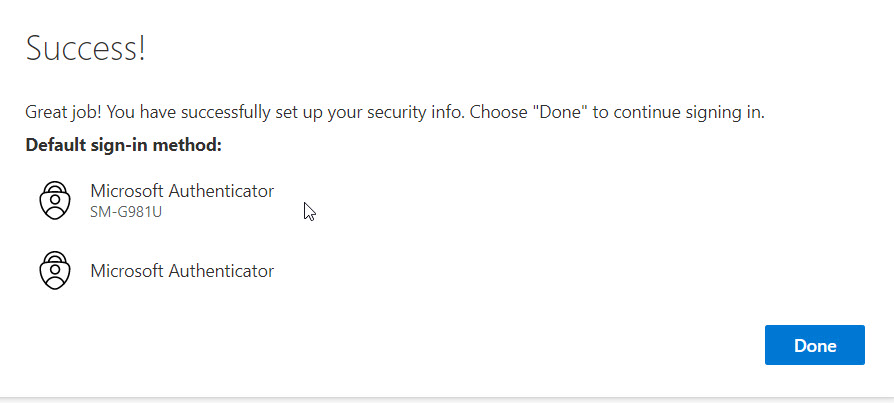 Success!
Great job! You have successfully set up your security info. Choose "Done" to continue signing in.
Default sign-in method:
Microsoft Authenticator
SM-G981U
Microsoft Authenticator
Done